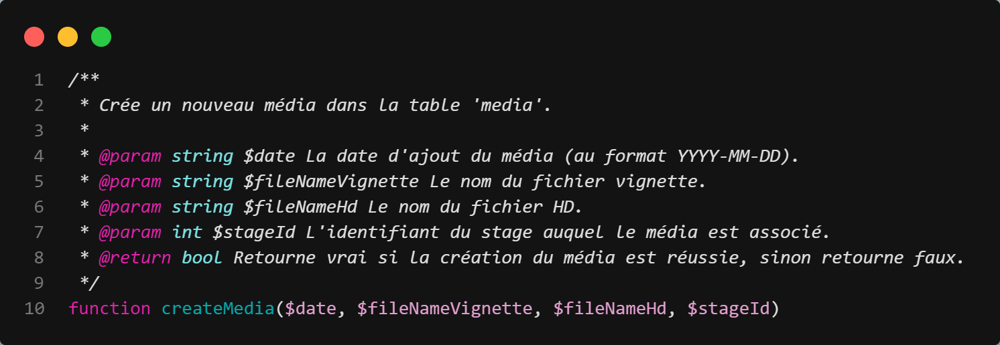 1 /**
2  * Crée un nouveau média dans la table 'media'.
3  *
4  * @param string $date La date d'ajout du média (au format YYYY-MM-DD).
5  * @param string $fileNameVignette Le nom du fichier vignette.
6  * @param string $fileNameHd Le nom du fichier HD.
7  * @param int $stageId L'identifiant du stage auquel le média est associé.
8  * @return bool Retourne vrai si la création du média est réussie, sinon retourne faux.
9  */
10 function createMedia($date, $fileNameVignette, $fileNameHd, $stageId)